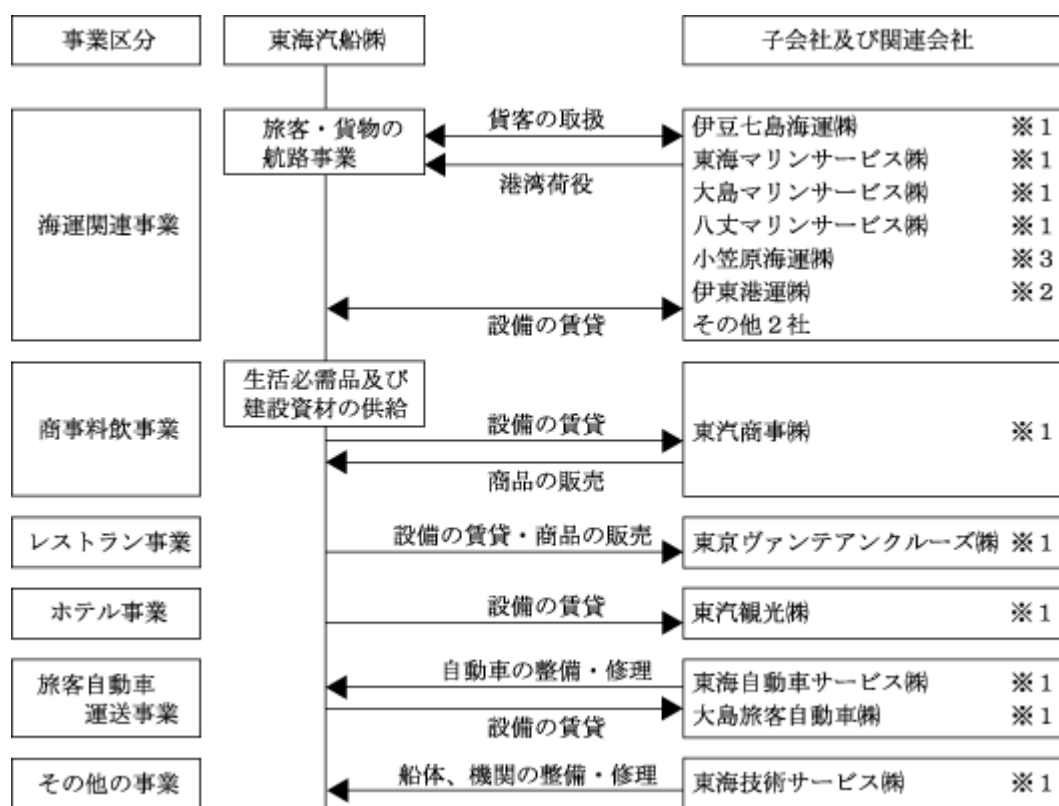 事業区分
東海汽船㈱
子会社及び関連会社
海運関連事業
旅客・貨物の
航路事業
貨客の取扱
港湾荷役
設備の賃貸
伊豆七島海運㈱ ※1
東海マリンサービス㈱ ※1
大島マリンサービス㈱ ※1
八丈マリンサービス㈱ ※1
小笠原海運㈱ ※3
伊東港運㈱ ※2
その他2社
商事料飲事業
生活必需品及び
建設資材の供給
設備の賃貸
商品の販売
東汽商事㈱ ※1
レストラン事業
設備の賃貸・商品の販売
東京ヴァンテアンクルーズ㈱ ※1
ホテル事業
設備の賃貸
東汽観光㈱ ※1
旅客自動車
運送事業
自動車の整備・修理
設備の賃貸
東海自動車サービス㈱ ※1
大島旅客自動車㈱ ※1
その他の事業
船体、機関の整備・修理
東海技術サービス㈱ ※1